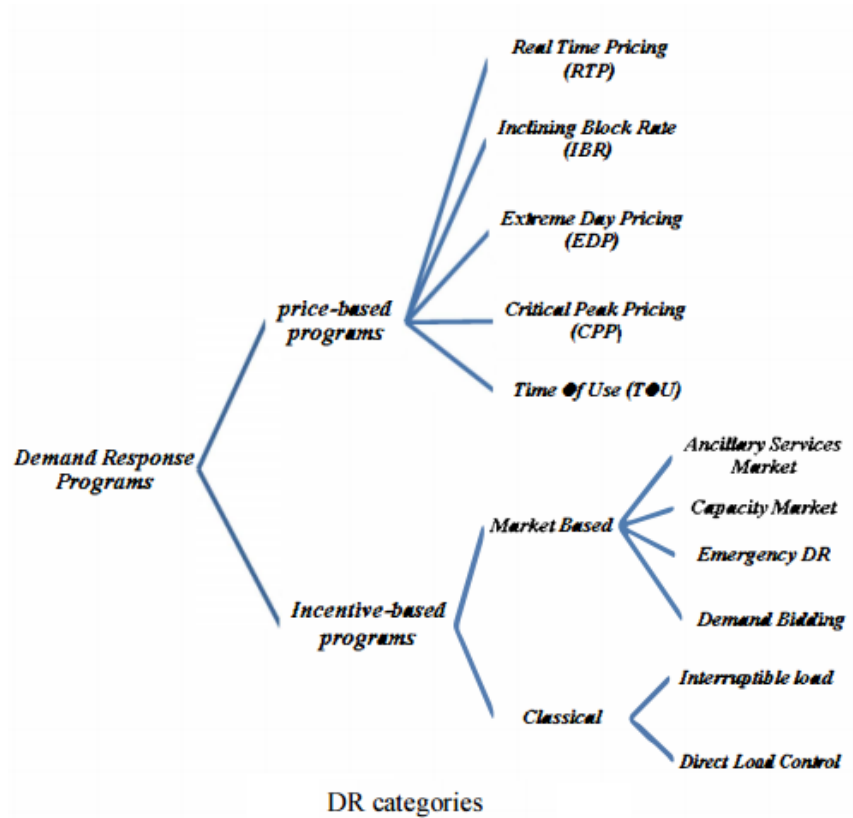 Real Time Pricing
(RTP)
Inclining Block Rate
(IBR)
Extreme Day Pricing
(EDP)
price-based
programs
Critical Peak Pricing
(CPP)
Time Of Use (TOU)
Demand Response
Programs
Ancillary Services
Market
Capacity Market
Market Based
Emergency DR
Incentive-based
programs
Demand Bidding
Interruptible load
Classical
Direct Load Control
DR categories